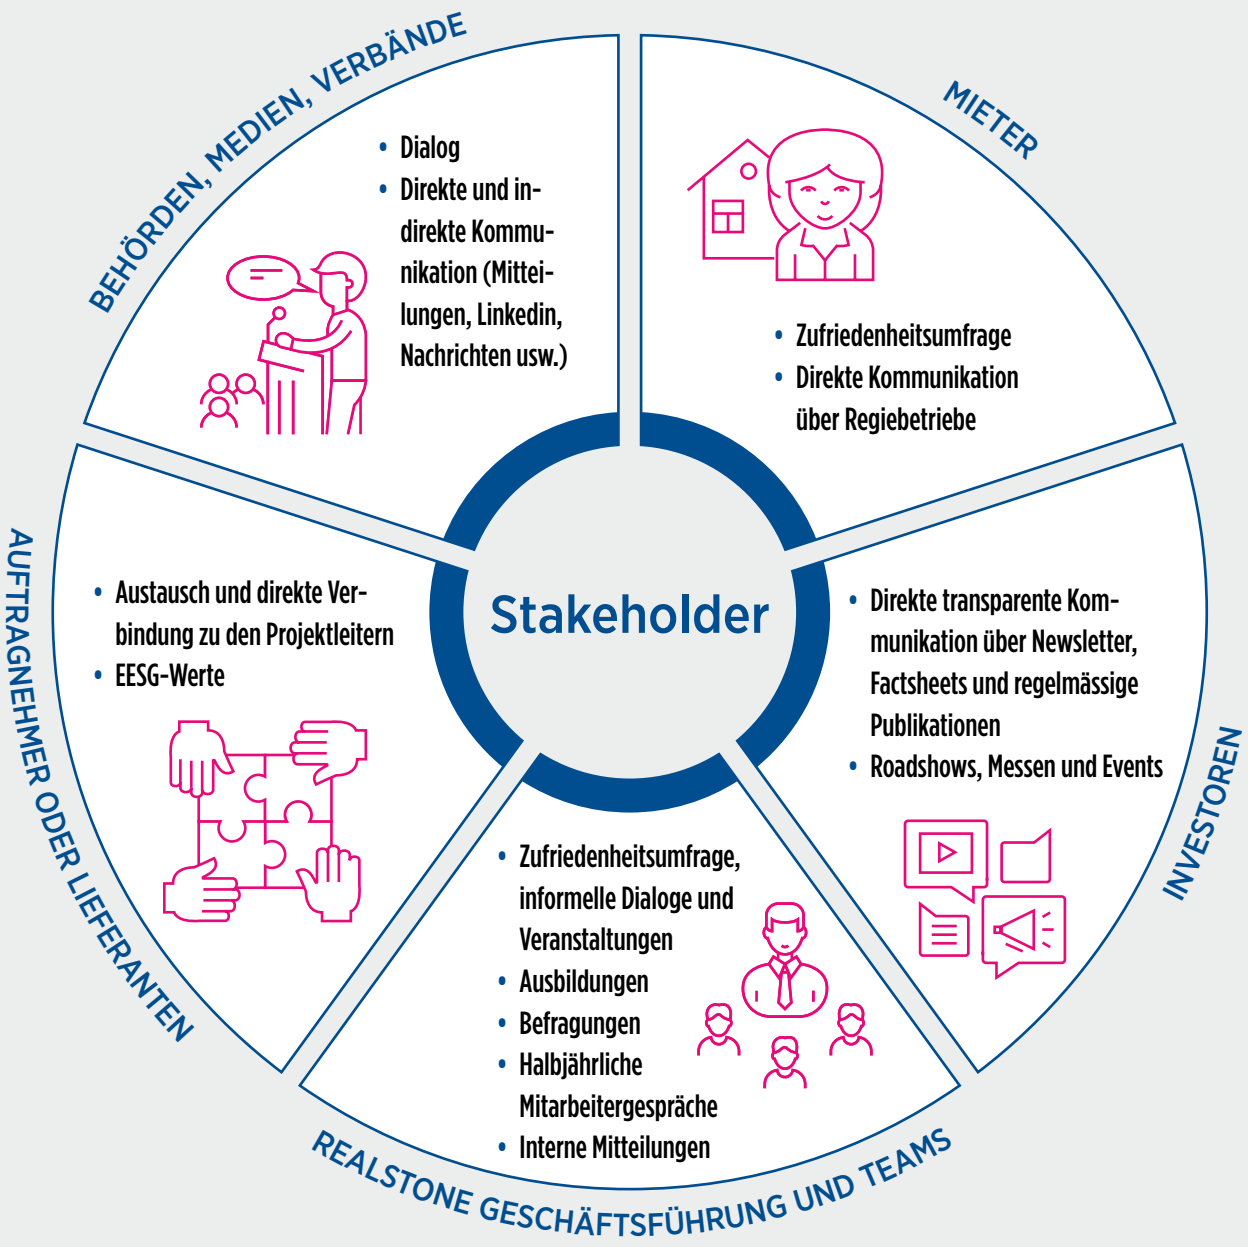 BEHÖRDEN, MEDIEN, VERBÄNDE
• Dialog
• Direkte und in-
direkte Kommu-
nikation (Mittei-
lungen, Linkedin,
Nachrichten usw.)
MIETER
• Zufriedenheitsumfrage
• Direkte Kommunikation
über Regiebetriebe
Stakeholder
AUFTRAGNEHMER ODER LIEFERANTEN
• Austausch und direkte Ver-
bindung zu den Projektleitern
• EESG-Werte
INVESTOREN
• Direkte transparente Kom-
munikation über Newsletter,
Factsheets und regelmässige
Publikationen
• Roadshows, Messen und Events
• Zufriedenheitsumfrage,
informelle Dialoge und
Veranstaltungen
• Ausbildungen
• Befragungen
• Halbjährliche
Mitarbeitergespräche
• Interne Mitteilungen
REALSTONE GESCHÄFTSFÜHRUNG UND TEAMS